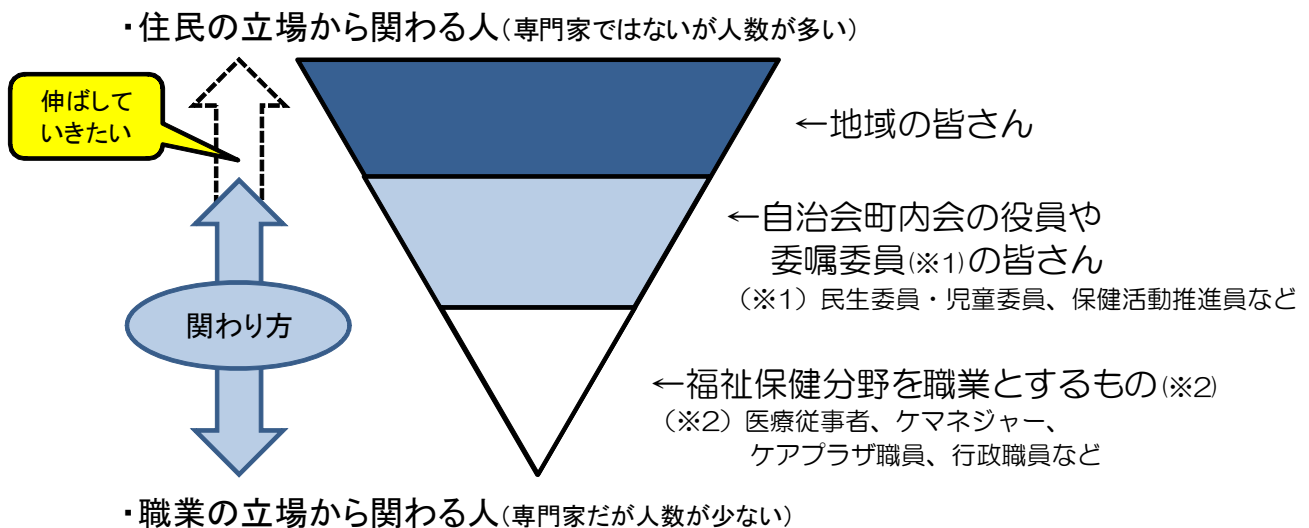 ・住民の立場から関わる人(専門家ではないが人数が多い)
伸ばして
いきたい
←地域の皆さん
←自治会町内会の役員や
委嘱委員(※1)の皆さん
(※1)民生委員・児童委員、保健活動推進員など
関わり方
←福祉保健分野を職業とするもの(※2)
(※2)医療従事者、ケマネジャー、
ケアプラザ職員、行政職員など
・職業の立場から関わる人(専門家だが人数が少ない)